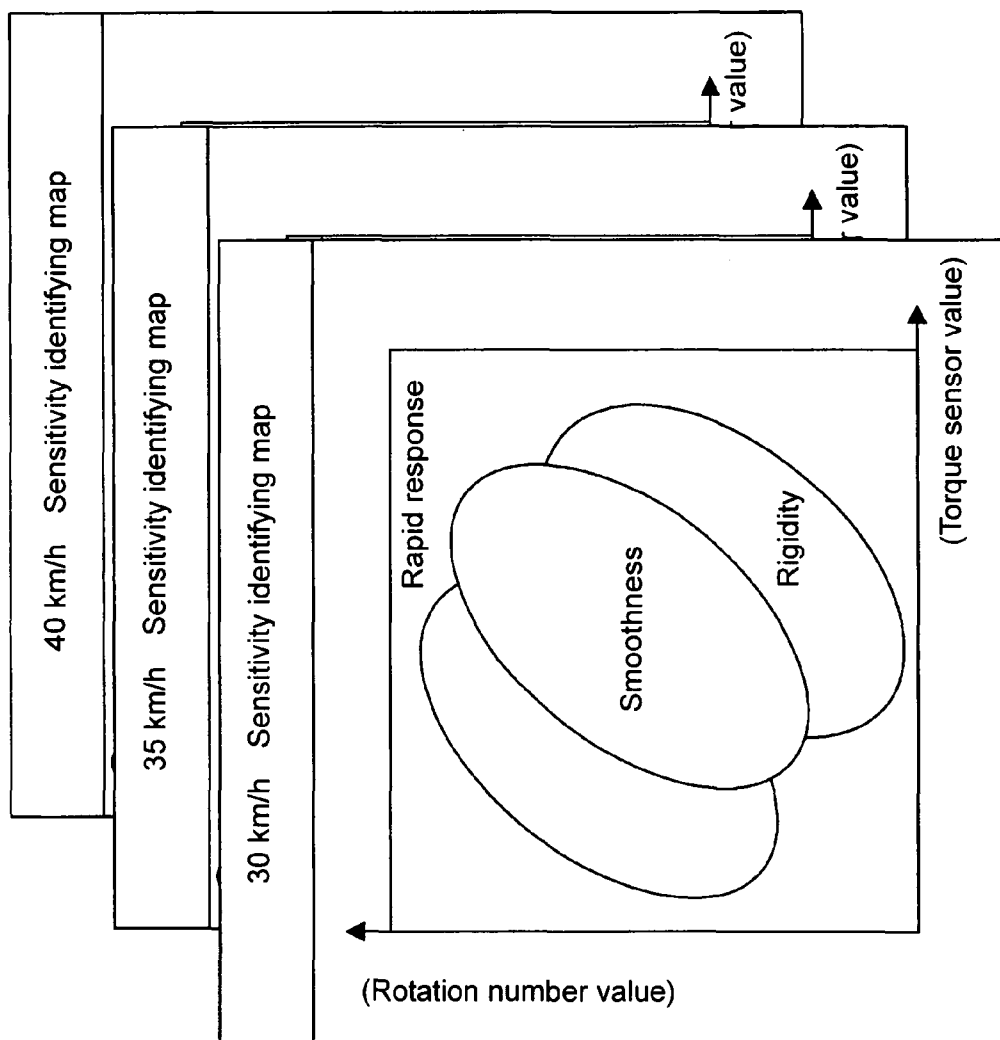 40 km/h Sensitivity identifying map
value)
35 km/h Sensitivity identifying map
value)
30 km/h Sensitivity identifying map
Rapid response
Smoothness
Rigidity
(Torque sensor value)
(Rotation number value)